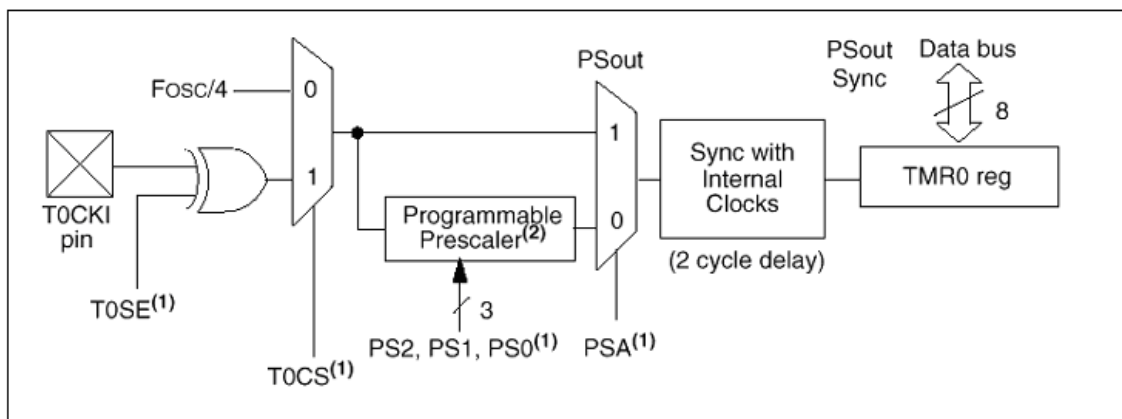 PSout
PSout
Sync
Data bus
8
FOSC/4
0
1
T0CKI
pin
T0SE(1)
T0CS(1)
Programmable
Prescaler(2)
3
PS2, PS1, PS0(1)
1
0
PSA(1)
Sync with
Internal
Clocks
(2 cycle delay)
TMR0 reg